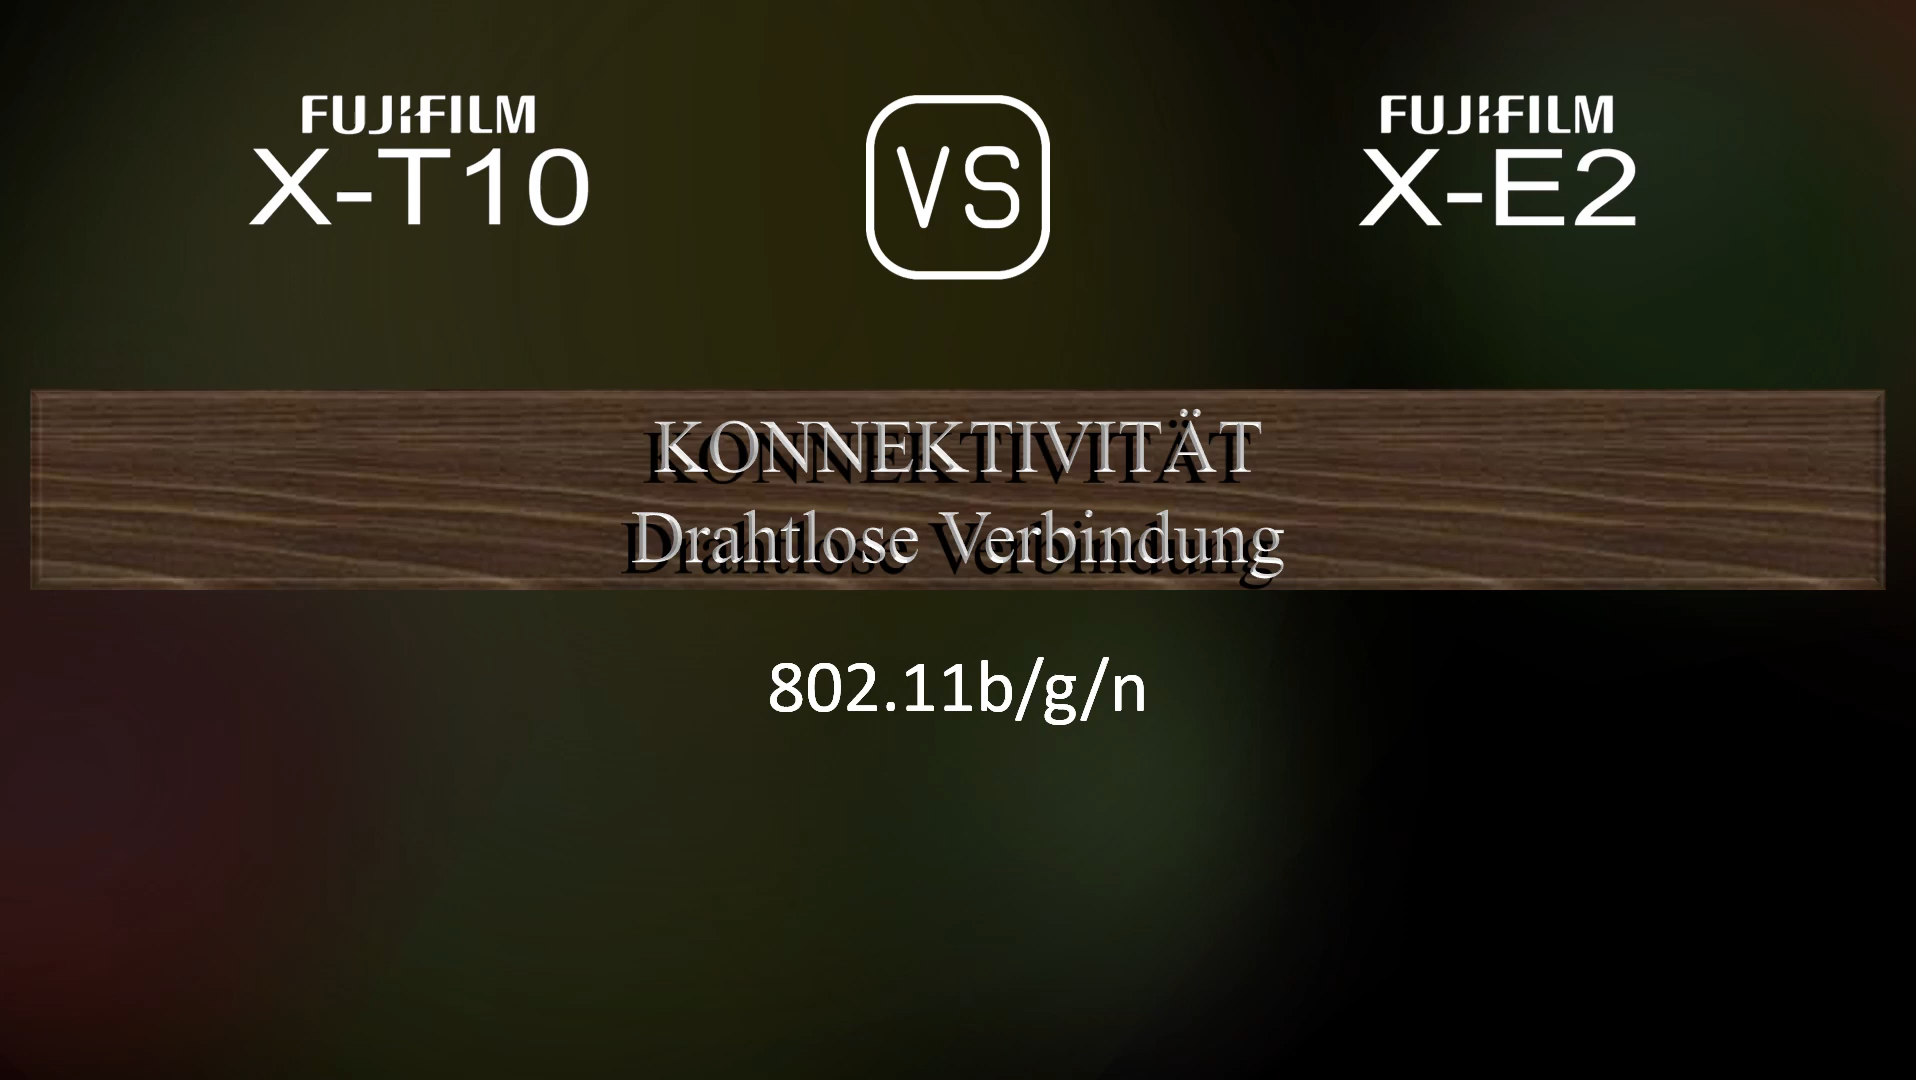 FUJIFILM
X-T10
VS
FUJIFILM
X-E2
KONNEKTIVITÄT
Drahtlose Verbindung
802.11b/g/n